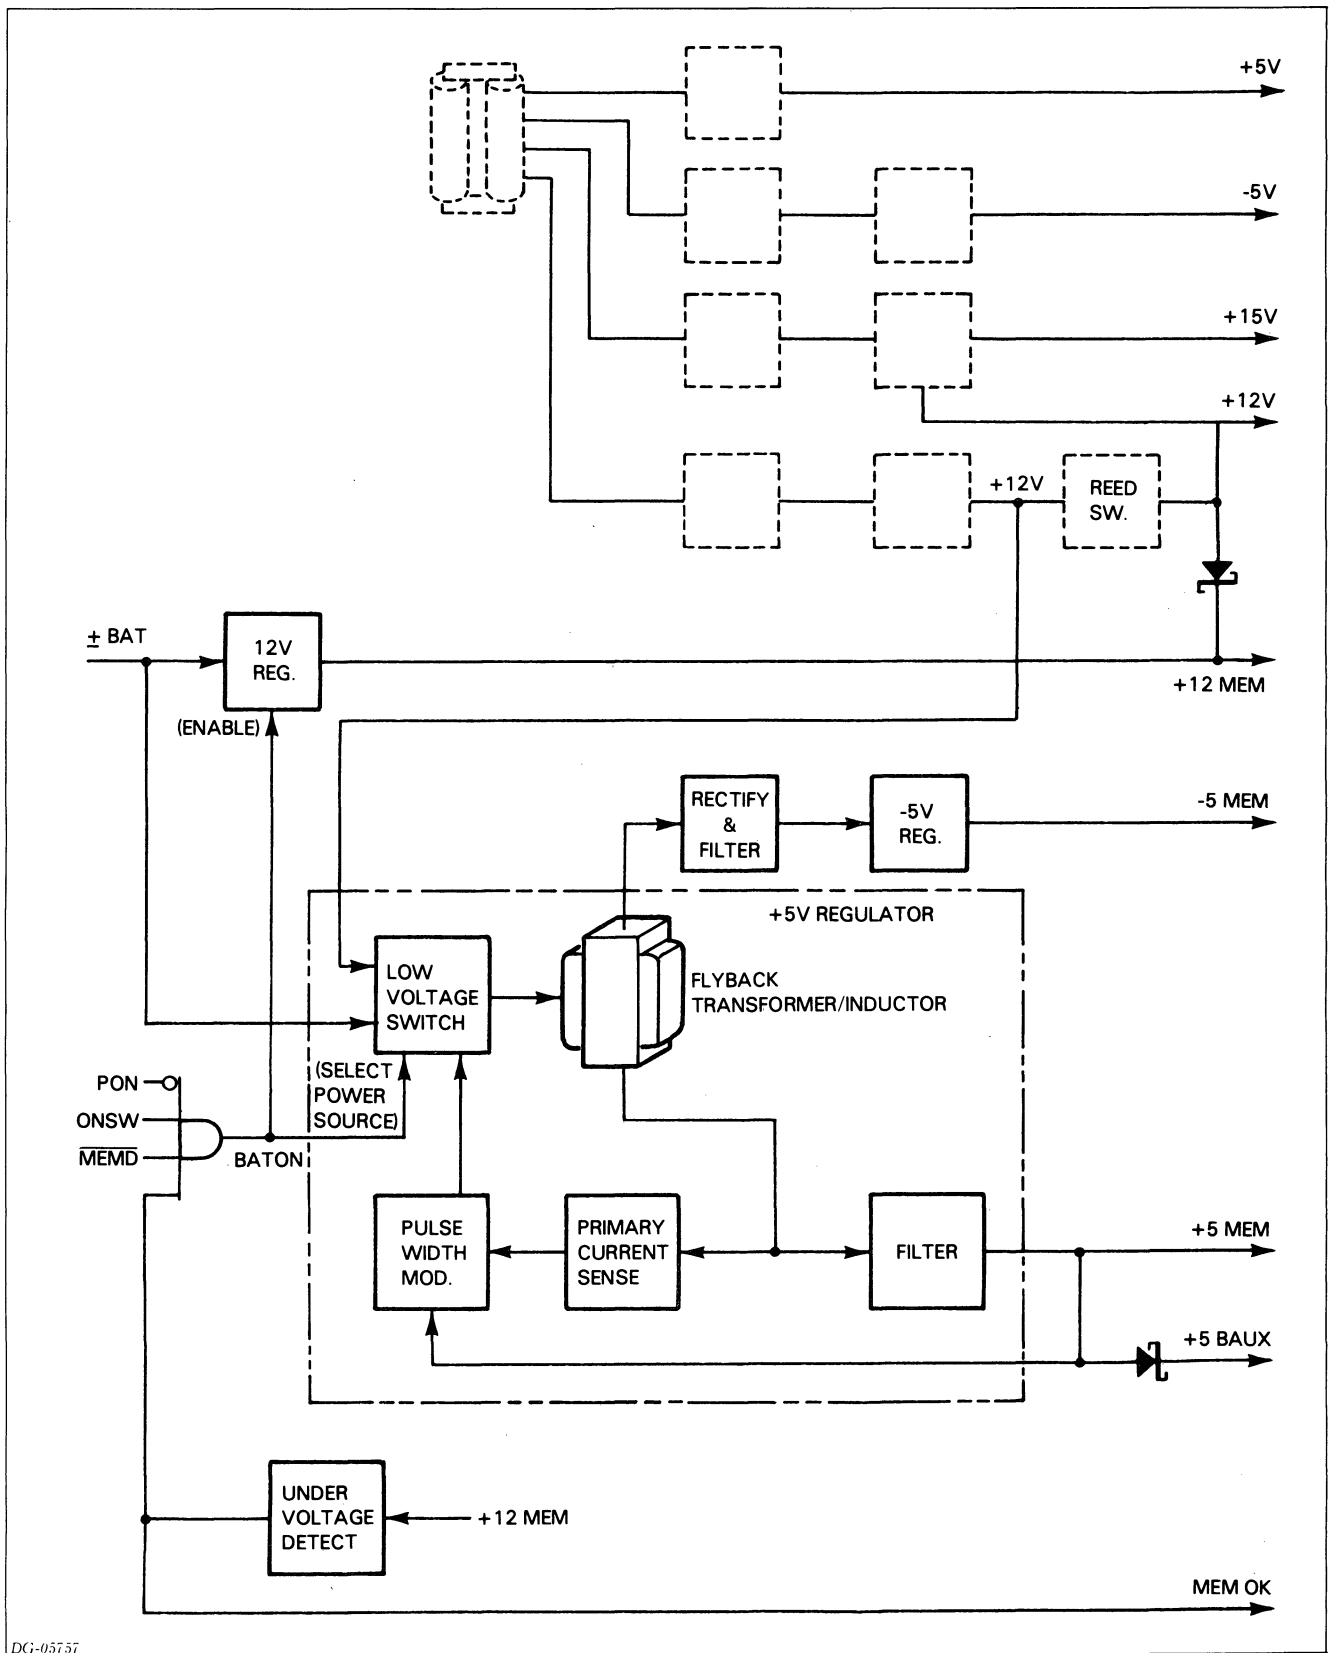 +5V
-5V
+15V
+12V
+12V
REED
SW.
± BAT
12V
REG.
+12 MEM
(ENABLE)
RECTIFY
&
FILTER
-5V
REG.
-5 MEM
+5V REGULATOR
LOW
VOLTAGE
SWITCH
FLYBACK
TRANSFORMER/INDUCTOR
(SELECT
POWER
SOURCE)
PON
ONSW
M̅E̅M̅D̅
BATON
PULSE
WIDTH
MOD.
PRIMARY
CURRENT
SENSE
FILTER
+5 MEM
+5 BAUX
UNDER
VOLTAGE
DETECT
+12 MEM
MEM OK
DG-05757